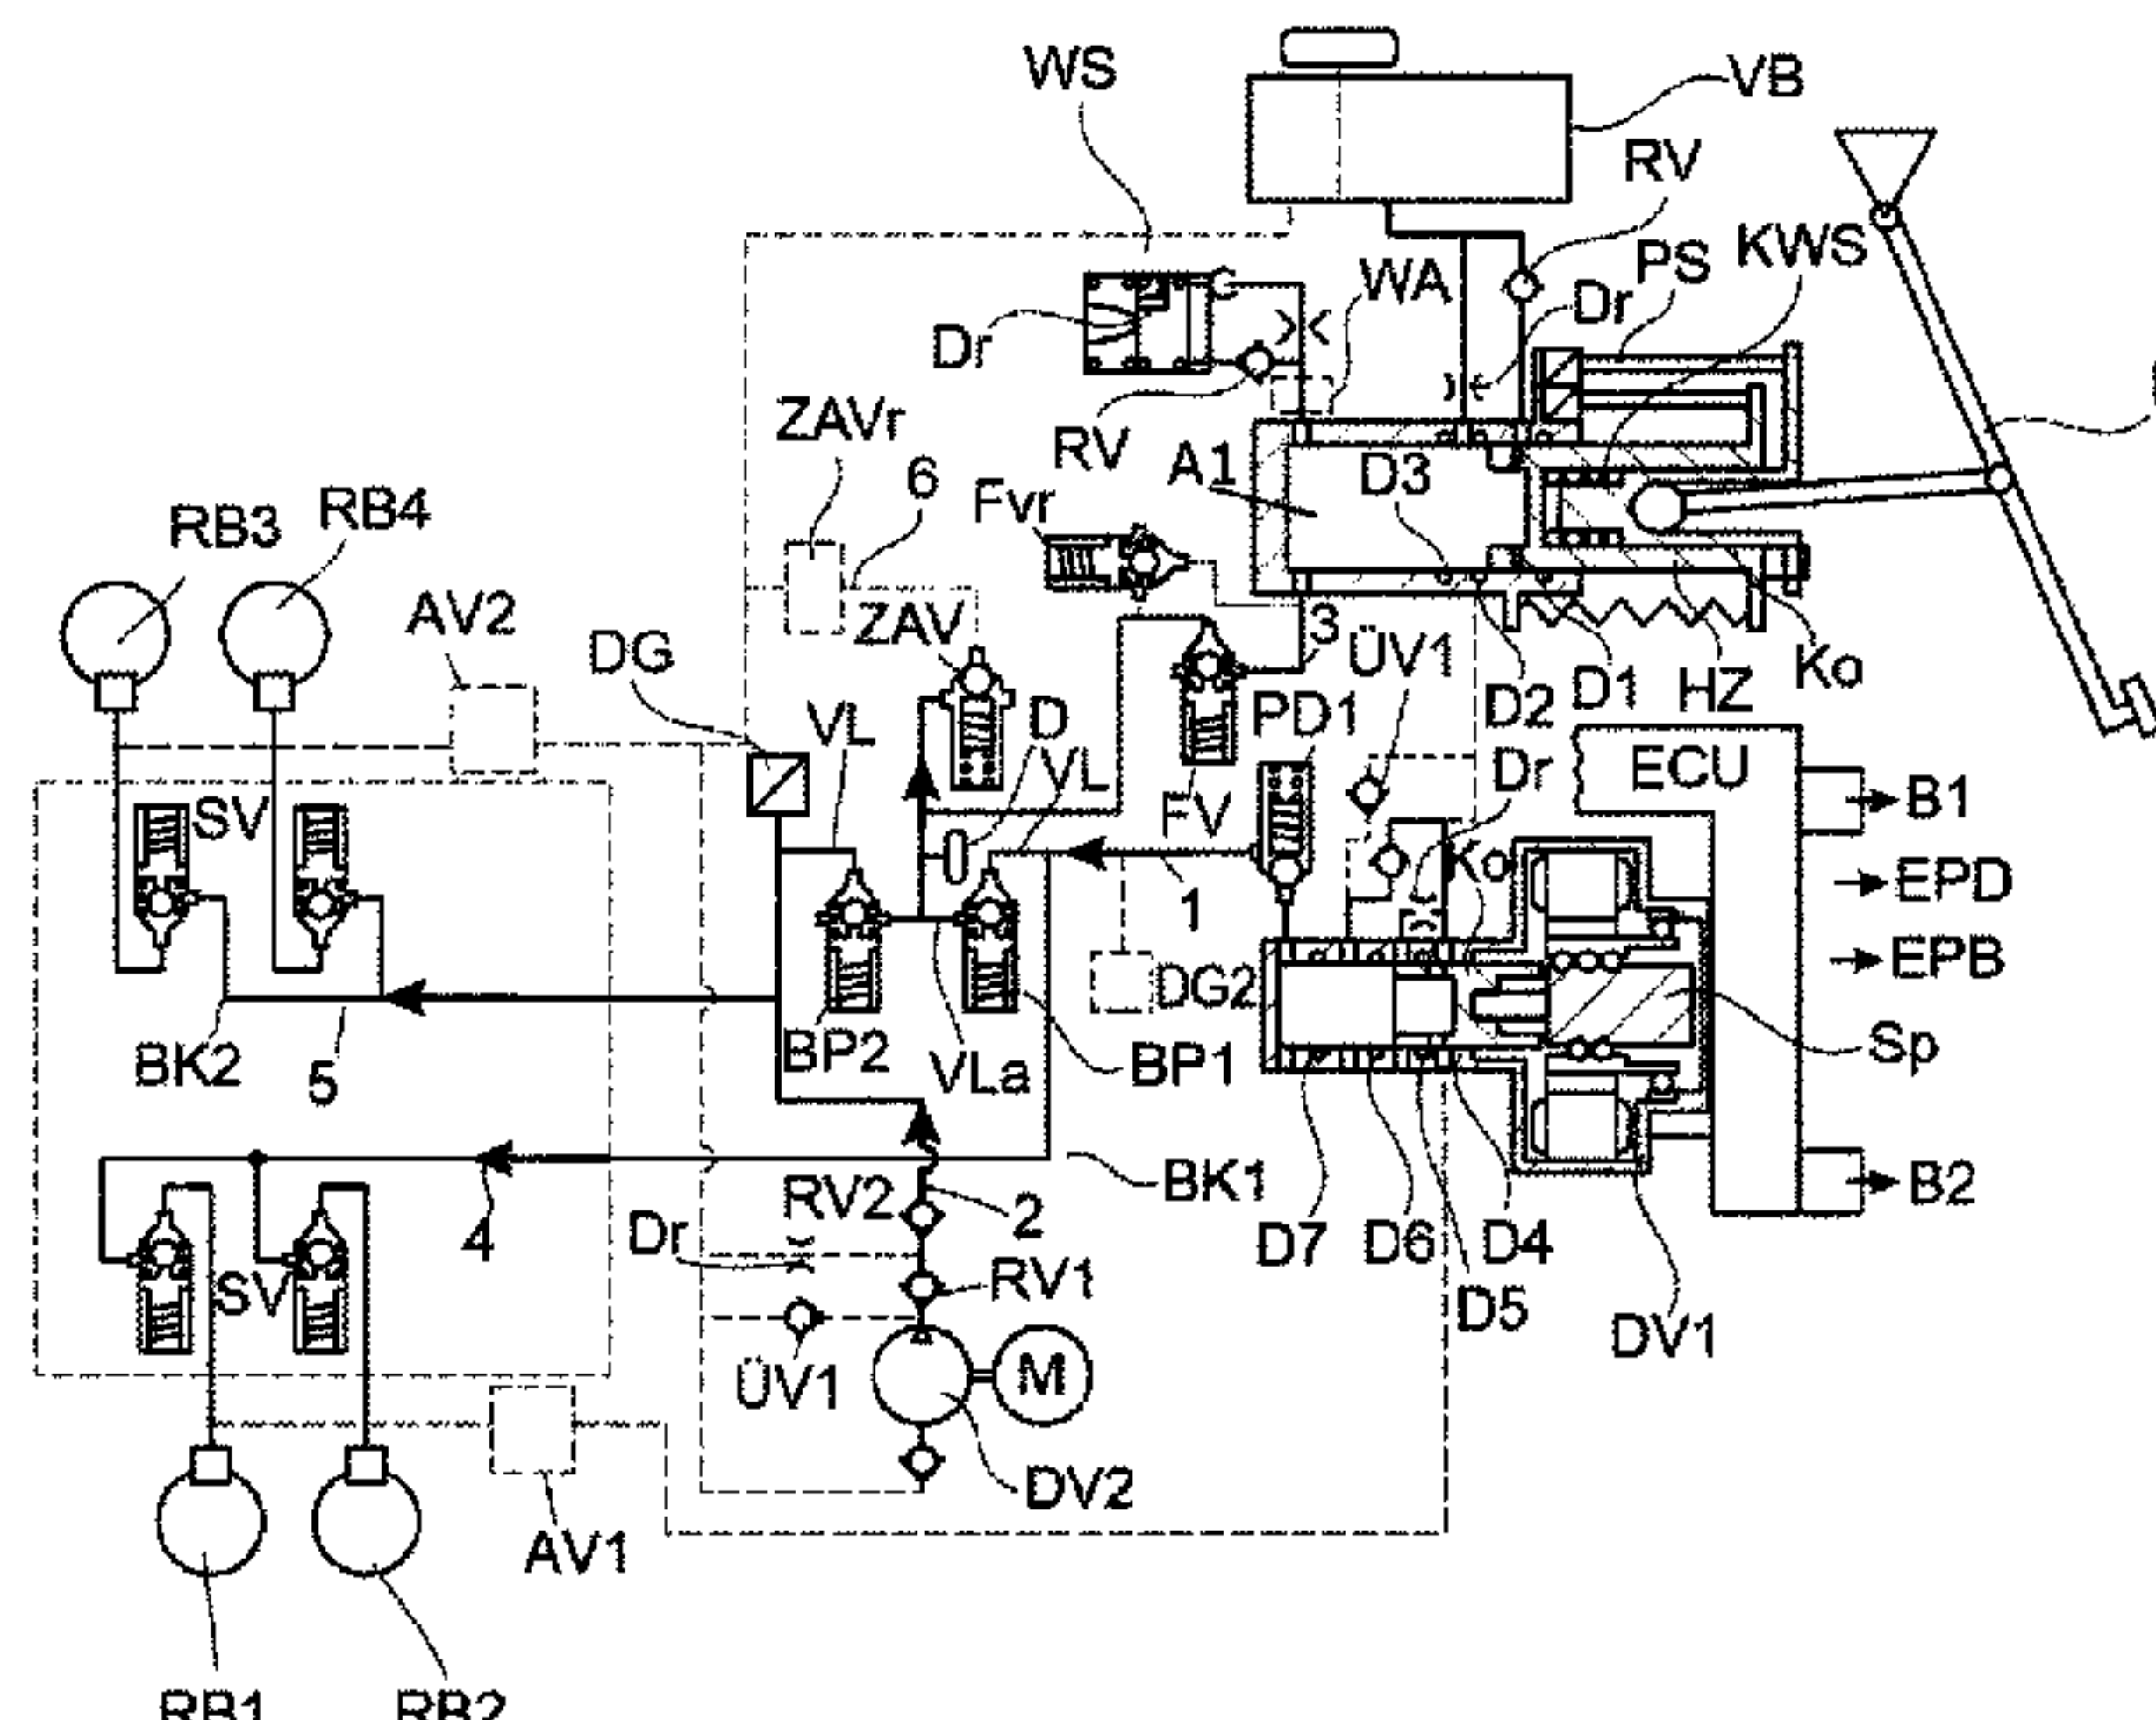 WS
VB
RV
PS
KWS
WA
Dr
Dr
ZAVr
RV
A1
D3
6
Fvr
RB3
RB4
AV2
ZAV
3
ÜV1
DG
D2
D1
HZ
Ko
VL
D
VL
PD1
Dr
ECU
SV
FV
B1
Ko
EPD
1
EPB
DG2
BK2
5
BP2
VLa
BP1
Sp
4
RV2
2
BK1
B2
Dr
D7
D6
D4
SV
RV1
D5
DV1
ÜV1
M
DV2
AV1
RB1
RB2